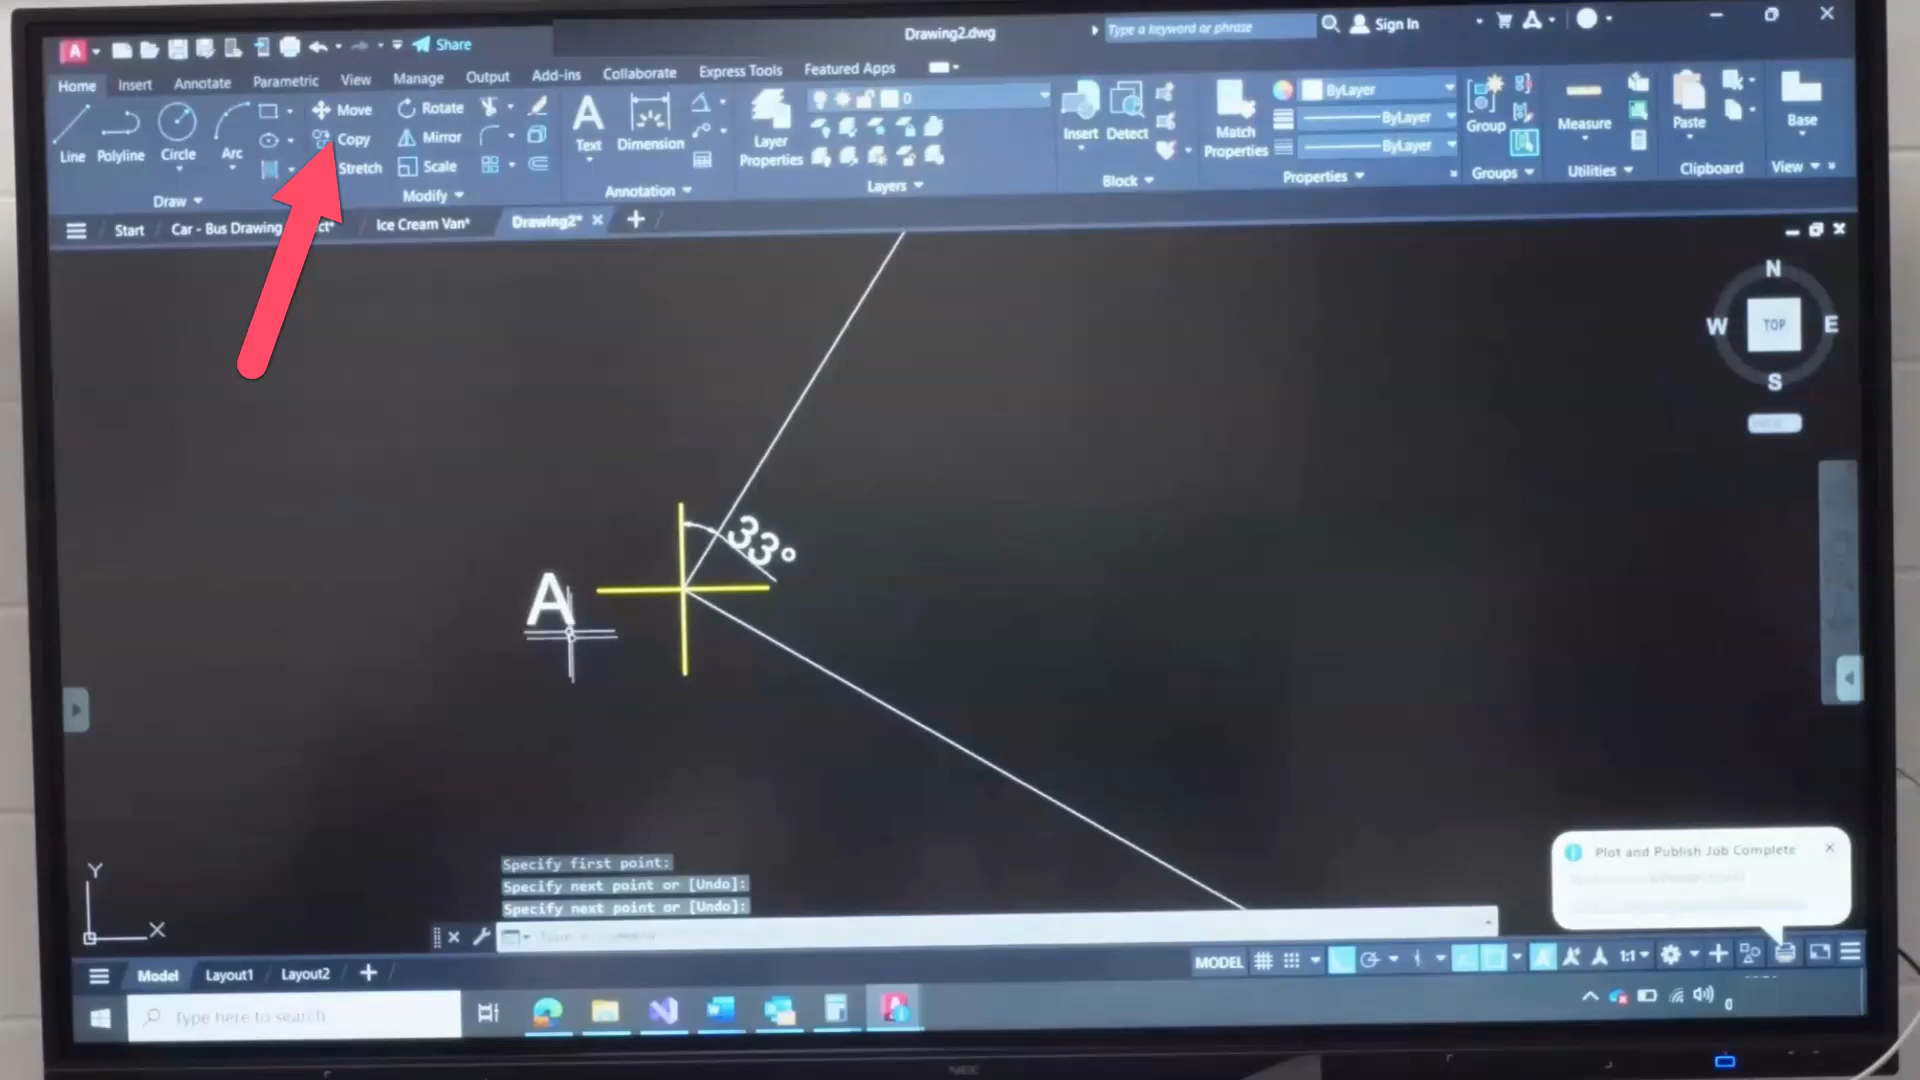 Drawing2.dwg
Type a keyword or phrase
Sign In
Share
Home Insert Annotate Parametric View Manage Output Add-ins Collaborate Express Tools Featured Apps
Line
Polyline
Circle
Arc
Move
Copy
Stretch
Rotate
Mirror
Scale
Text
Dimension
Layer
Properties
0
Insert
Detect
Match
Properties
ByLayer
ByLayer
ByLayer
Group
Measure
Paste
Base
Draw Modify Annotation Layers Block Properties Groups Utilities Clipboard View
Start
Car - Bus Drawing
Ice Cream Van*
Drawing2*
N
W TOP E
S
33°
A
Y
X
Specify first point:
Specify next point or [Undo]:
Specify next point or [Undo]:
Type a command
Plot and Publish Job Complete
Model Layout1 Layout2
MODEL
1:1
Type here to search
NEC